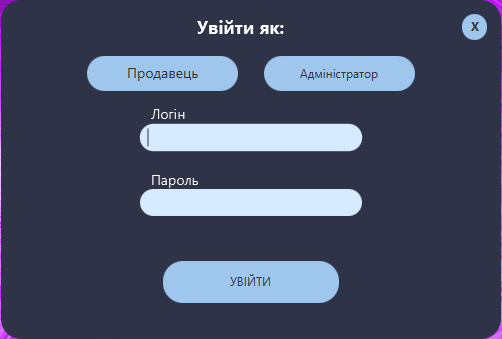 Увійти як:
X
Продавець
Адміністратор
Логін
Пароль
УВІЙТИ